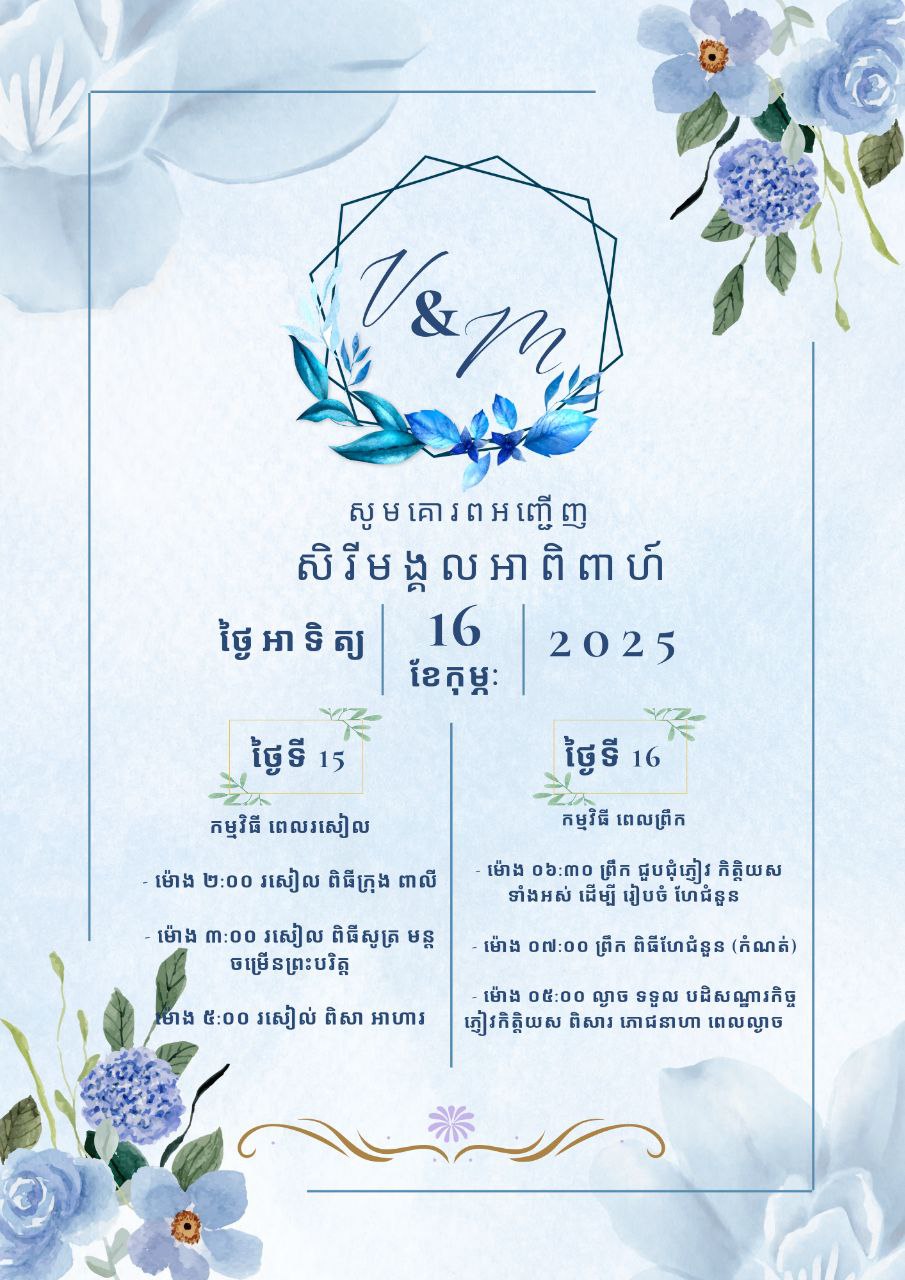 V & M
សូមគោរពអញ្ជើញ
សិរីមង្គលអាពិពាហ៍
ថ្ងៃអាទិត្យ
16
ខែកុម្ភៈ
2025
ថ្ងៃទី 15
កម្មវិធី ពេលរសៀល
- ម៉ោង ២:០០ រសៀល ពិធីក្រុង ពាលី
- ម៉ោង ៣:០០ រសៀល ពិធីសូត្រ មន្ត
ចម្រើនព្រះបរិត្ត
ម៉ោង ៥:០០ រសៀល់ ពិសា អាហារ
ថ្ងៃទី 16
កម្មវិធី ពេលព្រឹក
- ម៉ោង ០៦:៣០ ព្រឹក ជួបជុំភ្ញៀវ កិត្តិយស
ទាំងអស់ ដើម្បី រៀបចំ ហែជំនួន
- ម៉ោង ០៧:០០ ព្រឹក ពិធីហែជំនួន (កំណត់)
- ម៉ោង ០៥:០០ ល្ងាច ទទួល បដិសណ្ឋារកិច្ច
ភ្ញៀវកិត្តិយស ពិសារ ភោជនាហា ពេលល្ងាច